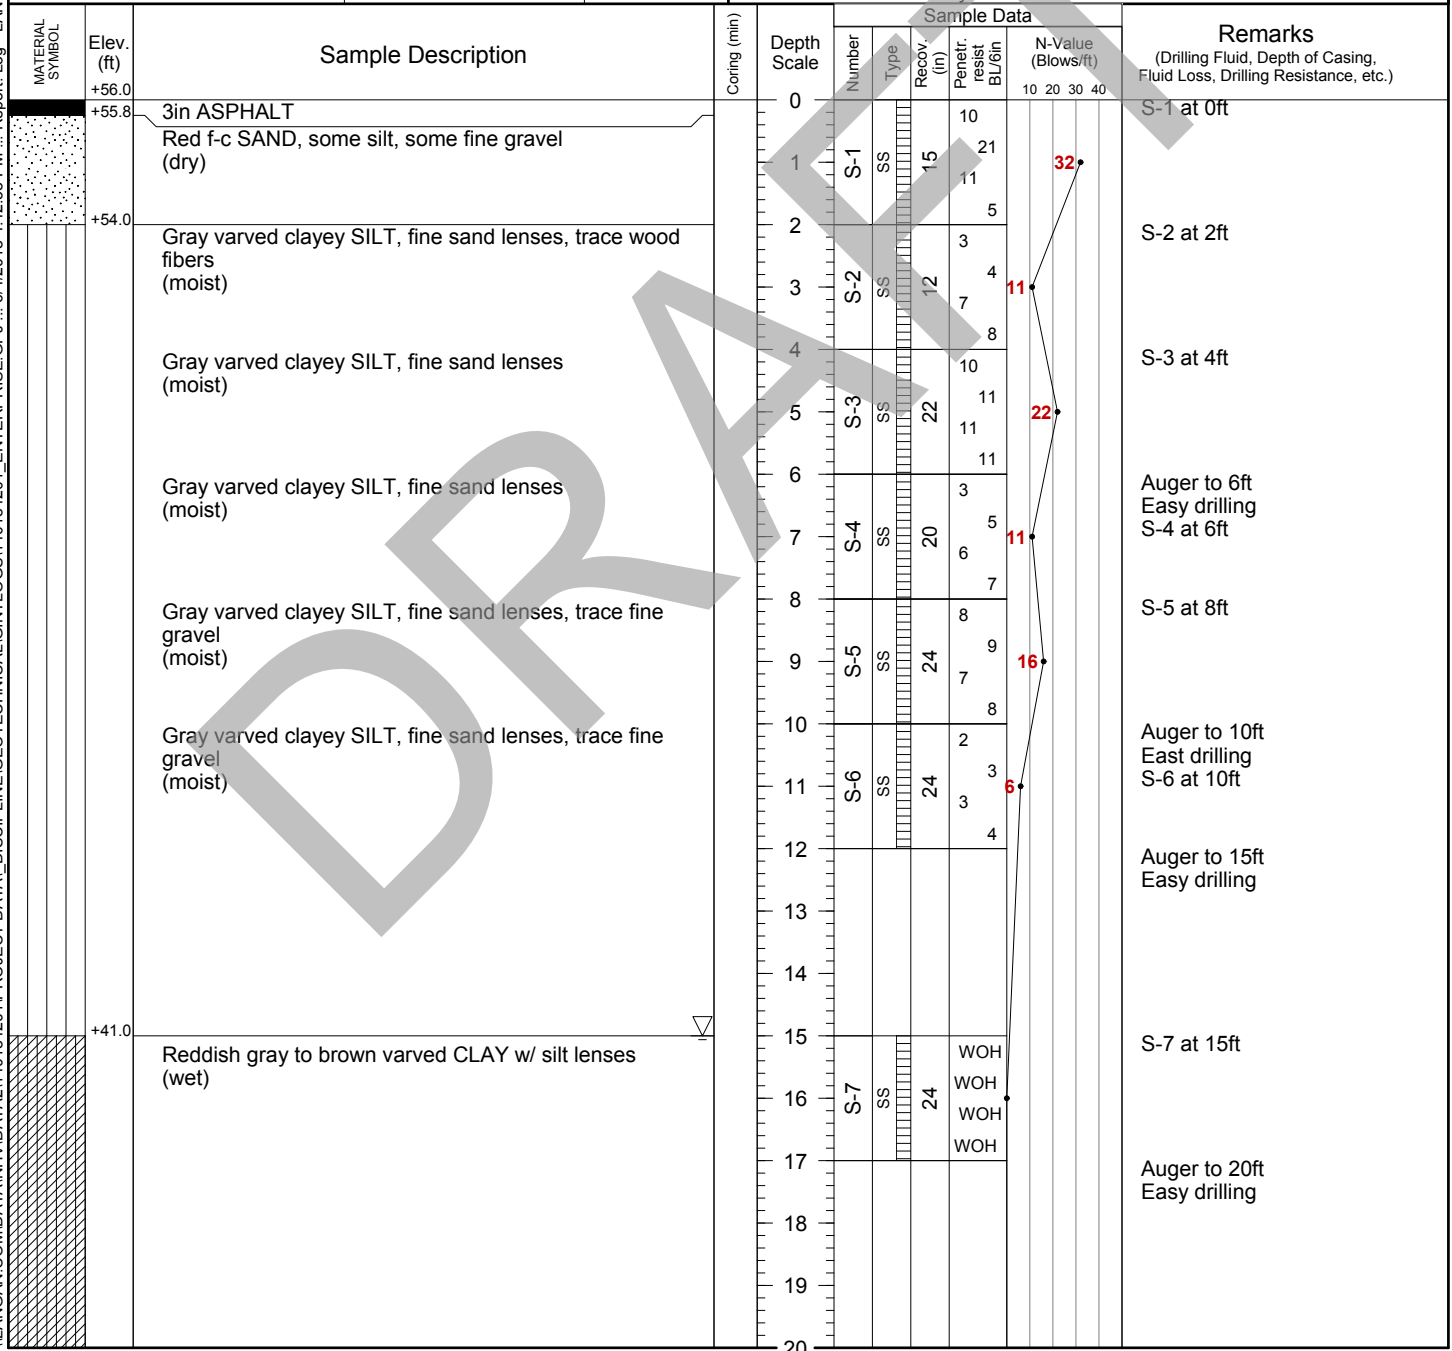 Sample Data
MATERIAL SYMBOL
Elev. (ft)
Sample Description
Coring (min)
Depth Scale
Number
Type
Recov. (in)
Penetr. resist BL/6in
N-Value (Blows/ft)
10 20 30 40
Remarks
(Drilling Fluid, Depth of Casing,
Fluid Loss, Drilling Resistance, etc.)
+56.0
0
S-1 at 0ft
+55.8
3in ASPHALT
10
Red f-c SAND, some silt, some fine gravel
(dry)
1
S-1
SS
15
21
11
5
32
+54.0
2
Gray varved clayey SILT, fine sand lenses, trace wood
fibers
(moist)
S-2 at 2ft
3
S-2
SS
12
3
4
7
8
11
4
Gray varved clayey SILT, fine sand lenses
(moist)
S-3 at 4ft
5
S-3
SS
22
10
11
11
11
22
6
Gray varved clayey SILT, fine sand lenses
(moist)
Auger to 6ft
Easy drilling
S-4 at 6ft
7
S-4
SS
20
3
5
6
7
11
8
Gray varved clayey SILT, fine sand lenses, trace fine
gravel
(moist)
S-5 at 8ft
9
S-5
SS
24
8
9
7
8
16
10
Gray varved clayey SILT, fine sand lenses, trace fine
gravel
(moist)
Auger to 10ft
East drilling
S-6 at 10ft
11
S-6
SS
24
2
3
3
4
6
12
Auger to 15ft
Easy drilling
13
14
+41.0
15
Reddish gray to brown varved CLAY w/ silt lenses
(wet)
S-7 at 15ft
16
S-7
SS
24
WOH
WOH
WOH
WOH
17
Auger to 20ft
Easy drilling
18
19
20
DRAFT